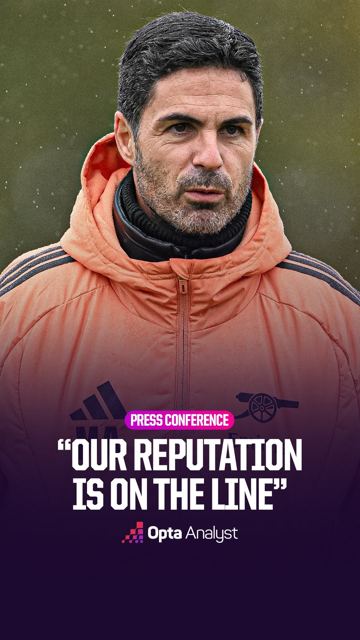 PRESS CONFERENCE
“OUR REPUTATION
IS ON THE LINE”
Opta Analyst